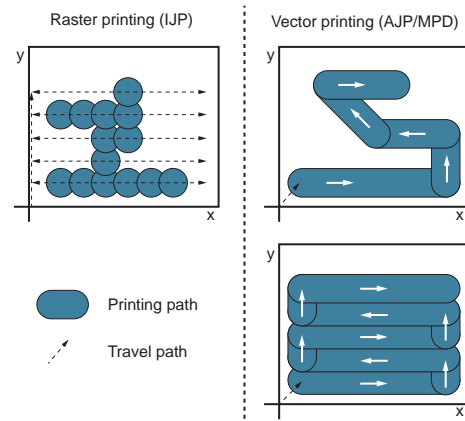 Raster printing (IJP)
y
x
Printing path
Travel path
Vector printing (AJP/MPD)
y
x
y
x